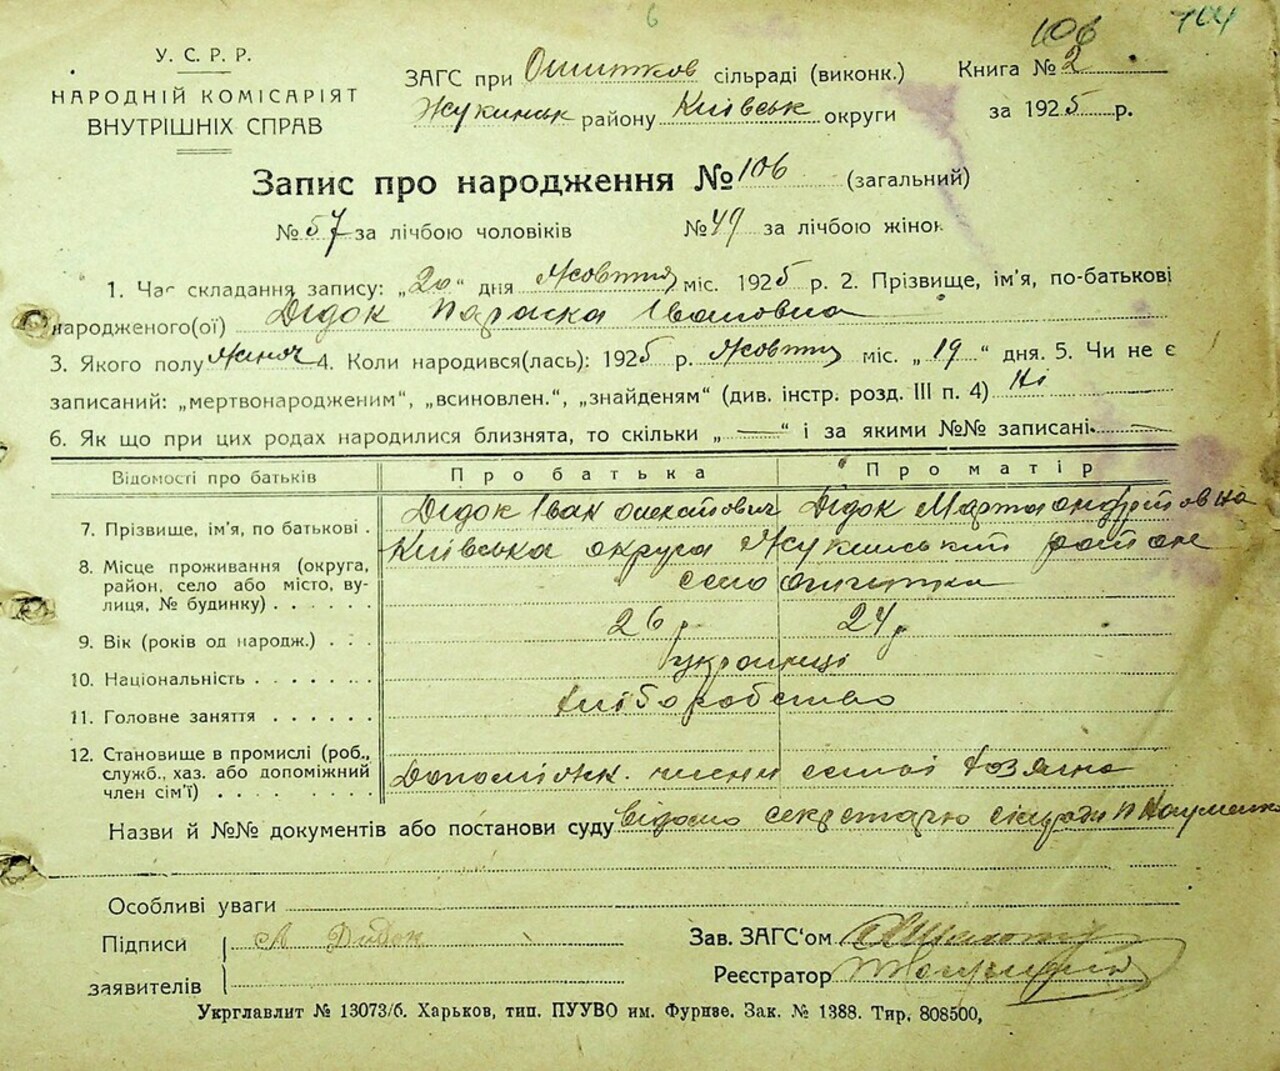 6
106
704
У. С. Р. Р.
НАРОДНІЙ КОМІСАРІЯТ
ВНУТРІШНІХ СПРАВ
ЗАГС при Ошитков сільраді (виконк.)
Жукинськ району Київськ округи
Книга № 2
за 1925 р.
Запис про народження № 106 (загальний)
№ 57 за лічбою чоловіків № 49 за лічбою жінок
1. Час складання запису: „20“ дня Жовтня міс. 1925 р. 2. Прізвище, ім'я, по-батькові
народженого(ої) Дідок Параска Івановна
3. Якого полу Жіноч 4. Коли народився(лась): 1925 р. Жовтня міс. „19“ дня. 5. Чи не є
записаний: „мертвонародженим“, „всиновлен.“, „знайденям“ (див. інстр. розд. III п. 4) Ні
6. Як що при цих родах народилися близнята, то скільки „—“ і за якими №№ записані. —
Відомості про батьків Про батька Про матір
7. Прізвище, ім'я, по батькові . Дідок Іван Дідок Марта
8. Місце проживання (округа, район, село або місто, вулиця, № будинку) . . . . . Київська округа Жукинський район
село Ошитки
9. Вік (років од народж.) . . . 26 р 24 р
10. Національність . . . . . . . українці
11. Головне заняття . . . . . . хліборобство
12. Становище в промислі (роб., служб., хаз. або допоміжний член сім'ї) . . . . . . . . . Допоміжн. члени семї хозяїна
Назви й №№ документів або постанови суду Відомо секретарю сільради Науменко
Особливі уваги
Підписи Дидок
заявителів
Зав. ЗАГС'ом
Реєстратор
Укрглавлит № 13073/б. Харьков, тип. ПУУВО им. Фрунзе. Зак. № 1388. Тир. 808500,